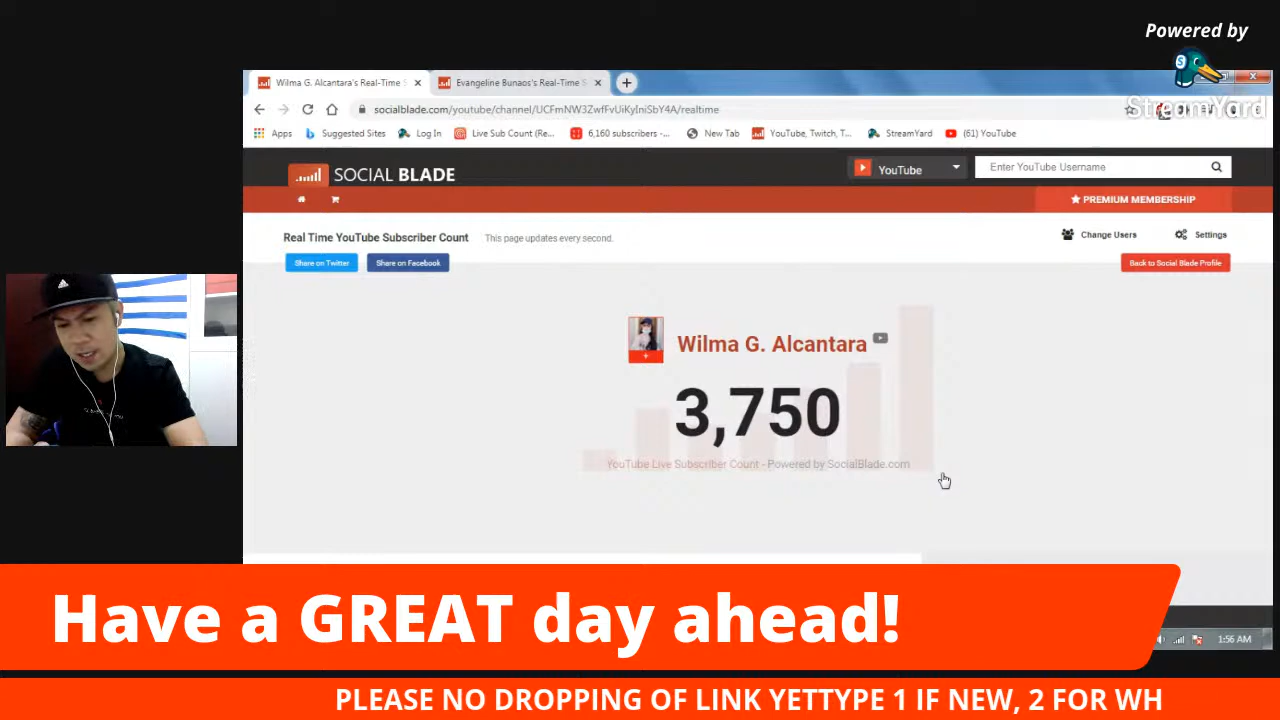 Powered by
StreamYard
Wilma G. Alcantara's Real-Time S
Evangeline Bunaos's Real-Time S
socialblade.com/youtube/channel/UCFmNW3ZwfFvUiKyIniSbY4A/realtime
Apps
Suggested Sites
Log In
Live Sub Count (Re...
6,160 subscribers -...
New Tab
YouTube, Twitch, T...
StreamYard
(61) YouTube
SOCIAL BLADE
YouTube
Enter YouTube Username
PREMIUM MEMBERSHİP
Real Time YouTube Subscriber Count
This page updates every second.
Change Users
Settings
Share on Twitter
Share on Facebook
Back to Social Blade Profile
Wilma G. Alcantara
3,750
YouTube Live Subscriber Count - Powered by SocialBlade.com
Have a GREAT day ahead!
1:56 AM
PLEASE NO DROPPING OF LINK YETTYPE 1 IF NEW, 2 FOR WH